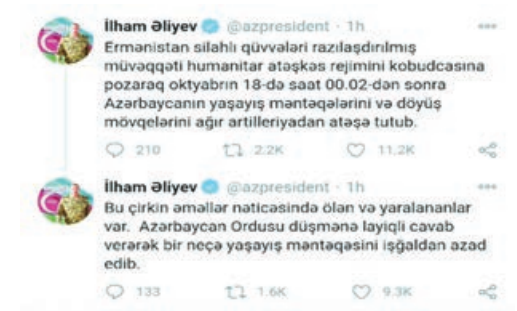 İlham Əliyev @azpresident · 1h
Ermənistan silahlı qüvvələri razılaşdırılmış
müvəqqəti humanitar atəşkəs rejimini kobudcasına
pozaraq oktyabrın 18-də saat 00.02-dən sonra
Azərbaycanın yaşayış məntəqələrini və döyüş
mövqelərini ağır artilleriyadan atəşə tutub.
210 2.2K 11.2K
İlham Əliyev @azpresident · 1h
Bu çirkin əməllər nəticəsində ölən və yaralananlar
var. Azərbaycan Ordusu düşmənə layiqli cavab
verərək bir neçə yaşayış məntəqəsini işğaldan azad
edib.
133 1.6K 9.3K